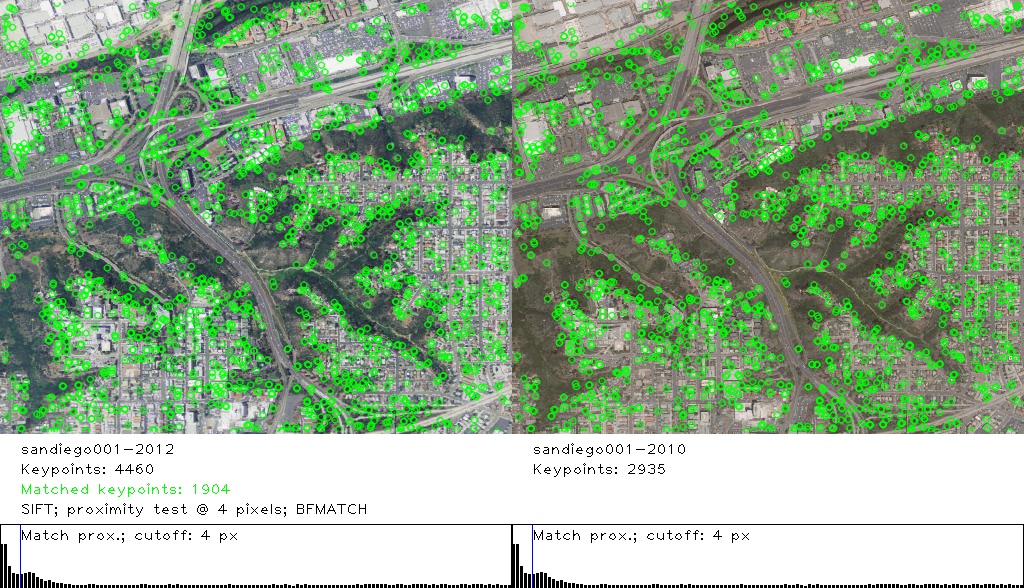 sandiego001-2012
Keypoints: 4460
Matched keypoints: 1904
SIFT; proximity test @ 4 pixels; BFMATCH
sandiego001-2010
Keypoints: 2935
Match prox.; cutoff: 4 px
Match prox.; cutoff: 4 px